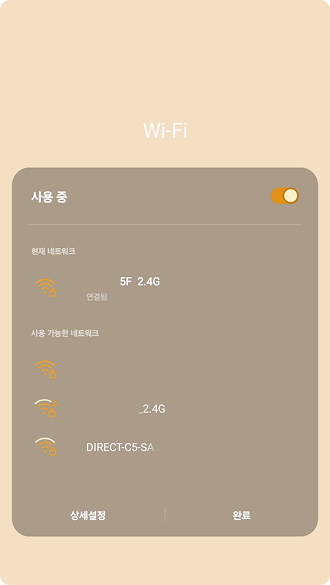 Wi-Fi
사용 중
현재 네트워크
5F 2.4G
연결됨
사용 가능한 네트워크
_2.4G
DIRECT-C5-SA
상세설정
완료